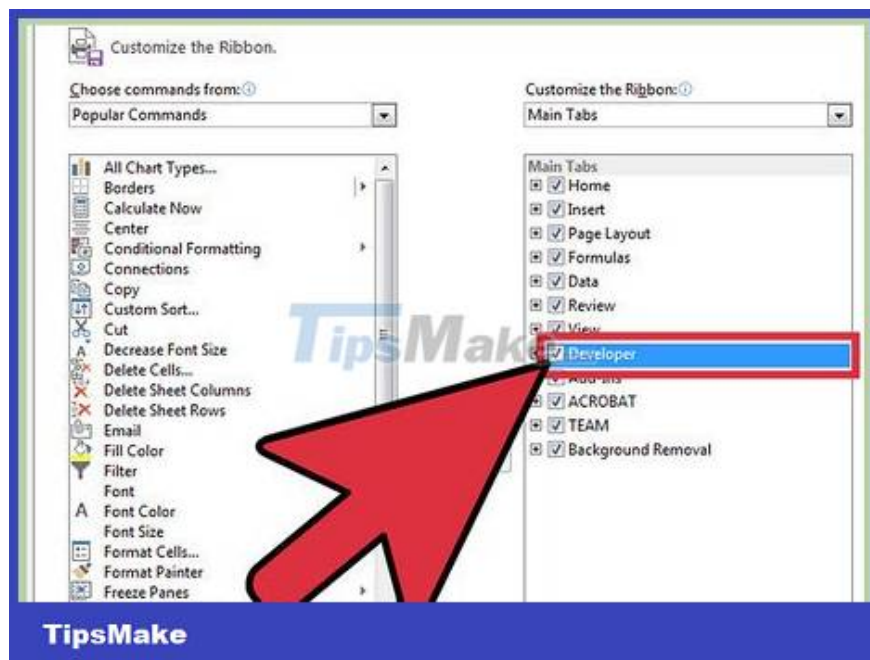 Customize the Ribbon.
Choose commands from:
Popular Commands
All Chart Types...
Borders
Calculate Now
Center
Conditional Formatting
Connections
Copy
Custom Sort...
Cut
Decrease Font Size
Delete Cells...
Delete Sheet Columns
Delete Sheet Rows
Email
Fill Color
Filter
Font
Font Color
Font Size
Format Cells...
Format Painter
Freeze Panes
Customize the Ribbon:
Main Tabs
Main Tabs
Home
Insert
Page Layout
Formulas
Data
Review
View
Developer
Add-Ins
ACROBAT
TEAM
Background Removal
TipsMake
TipsMake